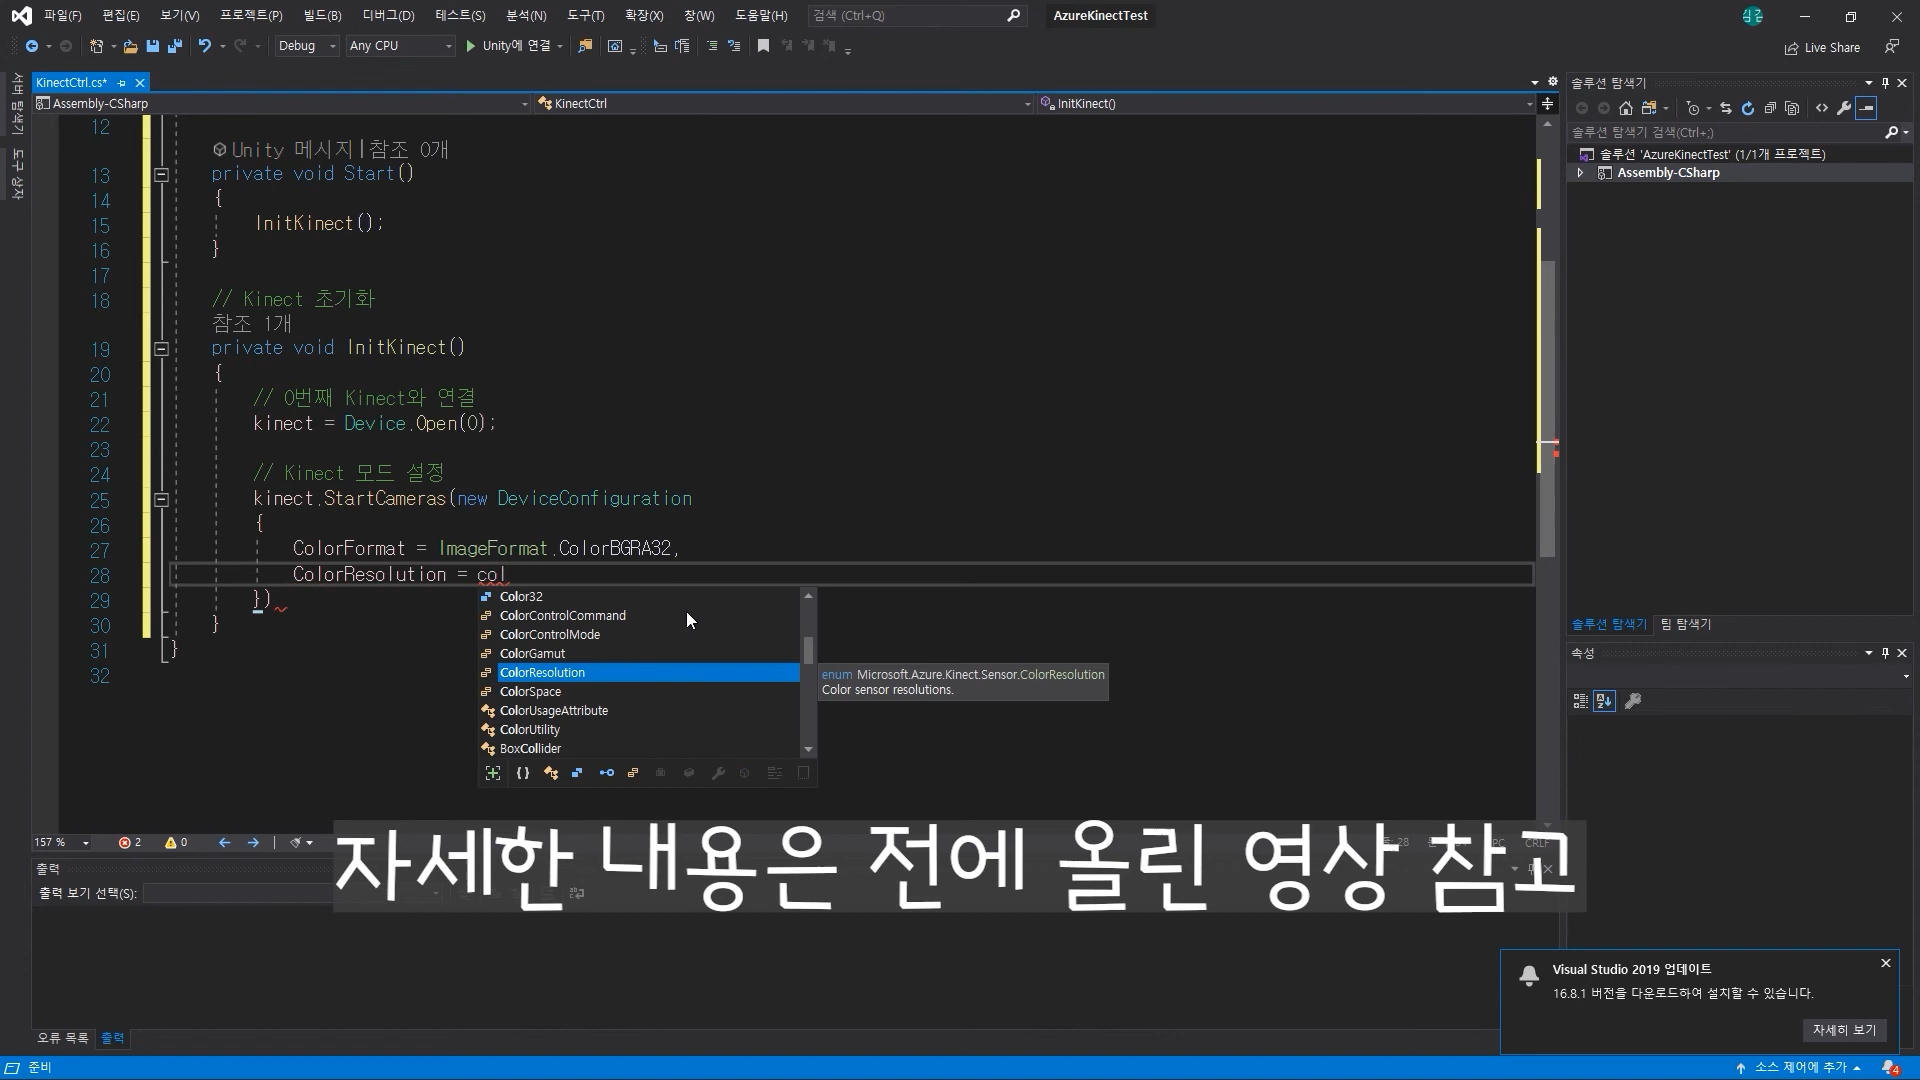 파일(F) 편집(E) 보기(V) 프로젝트(P) 빌드(B) 디버그(D) 테스트(S) 분석(N) 도구(T) 확장(X) 창(W) 도움말(H) 검색 (Ctrl+Q) AzureKinectTest
Debug Any CPU Unity에 연결 Live Share
서버 탐색기
도구 상자
KinectCtrl.cs*
Assembly-CSharp KinectCtrl InitKinect()
12
Unity 메시지|참조 0개
13 private void Start()
14 {
15 InitKinect();
16 }
17
18 // Kinect 초기화
참조 1개
19 private void InitKinect()
20 {
21 // 0번째 Kinect와 연결
22 kinect = Device.Open(0);
23
24 // Kinect 모드 설정
25 kinect.StartCameras(new DeviceConfiguration
26 {
27 ColorFormat = ImageFormat.ColorBGRA32,
28 ColorResolution = col
29 })
30 }
31 }
32
Color32
ColorControlCommand
ColorControlMode
ColorGamut
ColorResolution
ColorSpace
ColorUsageAttribute
ColorUtility
BoxCollider
enum Microsoft.Azure.Kinect.Sensor.ColorResolution
Color sensor resolutions.
솔루션 탐색기
솔루션 탐색기 검색(Ctrl+;)
솔루션 'AzureKinectTest' (1/1개 프로젝트)
Assembly-CSharp
솔루션 탐색기 팀 탐색기
속성
157 % 2 0
CRLF
자세한 내용은 전에 올린 영상 참고
출력
출력 보기 선택(S):
Visual Studio 2019 업데이트
16.8.1 버전을 다운로드하여 설치할 수 있습니다.
자세히 보기
오류 목록 출력
준비 소스 제어에 추가 4